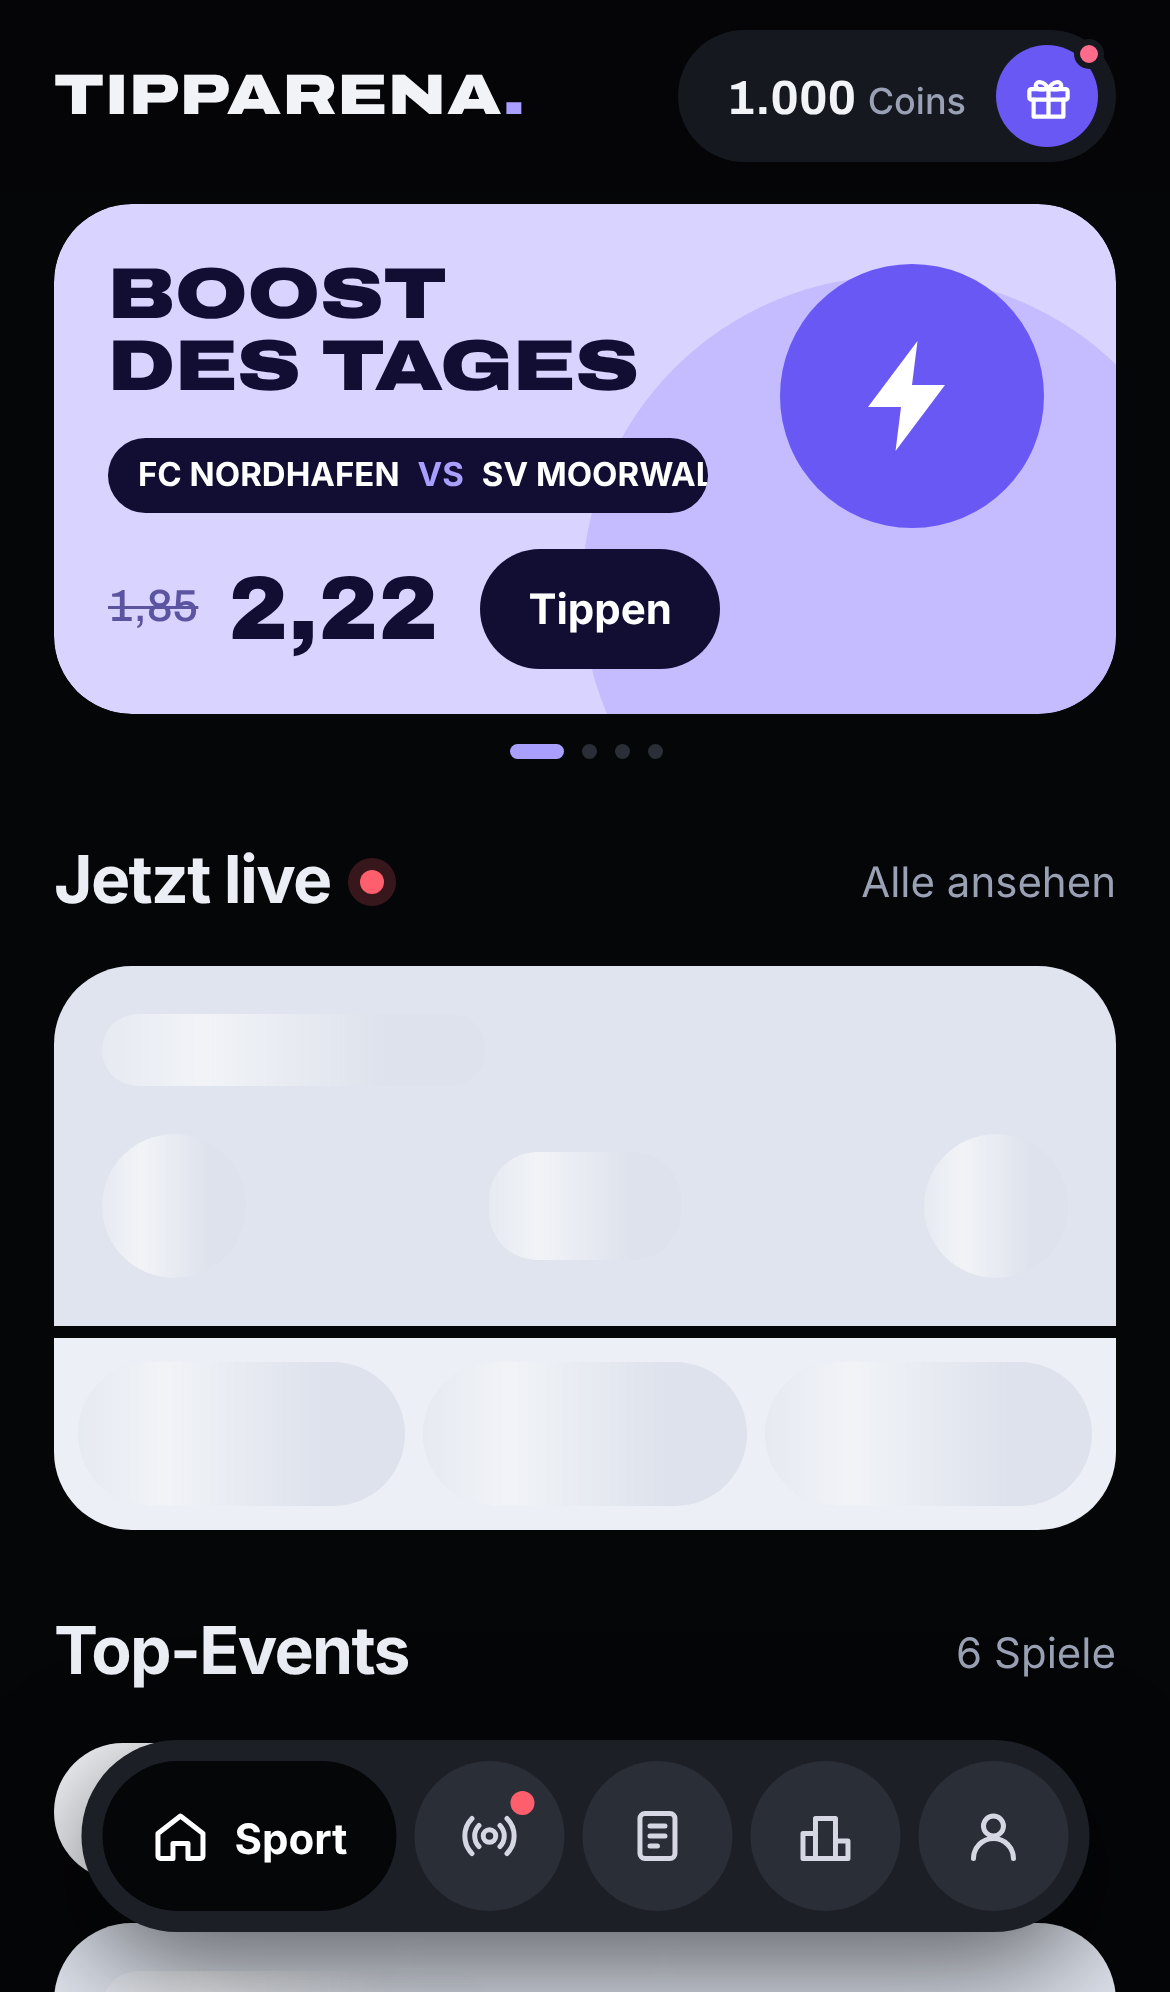 TIPPARENA.
1.000 Coins
BOOST
DES TAGES
FC NORDHAFEN VS SV MOORWAL
1,85 2,22 Tippen
Jetzt live
Alle ansehen
Top-Events
6 Spiele
Sport